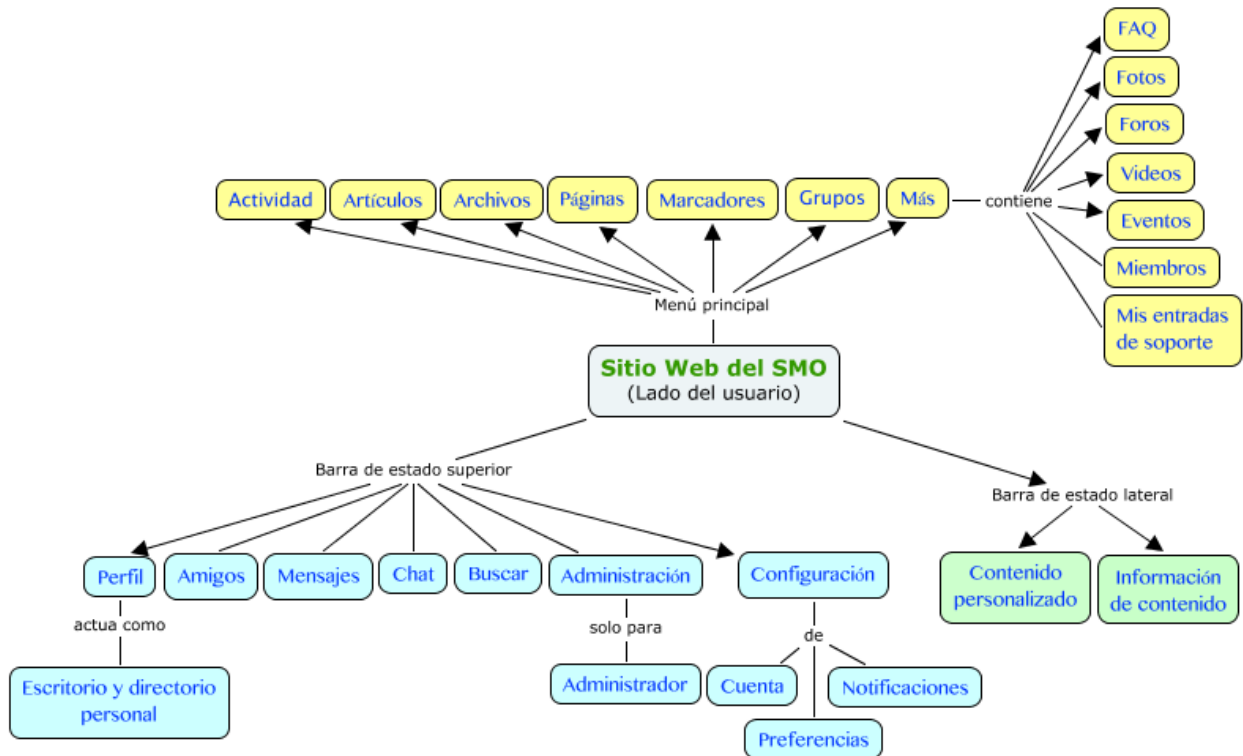 FAQ
Fotos
Foros
Videos
Eventos
Miembros
Mis entradas
de soporte
contiene
Actividad
Artículos
Archivos
Páginas
Marcadores
Grupos
Más
Menú principal
Sitio Web del SMO
(Lado del usuario)
Barra de estado superior
Barra de estado lateral
Perfil
Amigos
Mensajes
Chat
Buscar
Administración
Configuración
Contenido
personalizado
Información
de contenido
actua como
solo para
de
Escritorio y directorio
personal
Administrador
Cuenta
Notificaciones
Preferencias